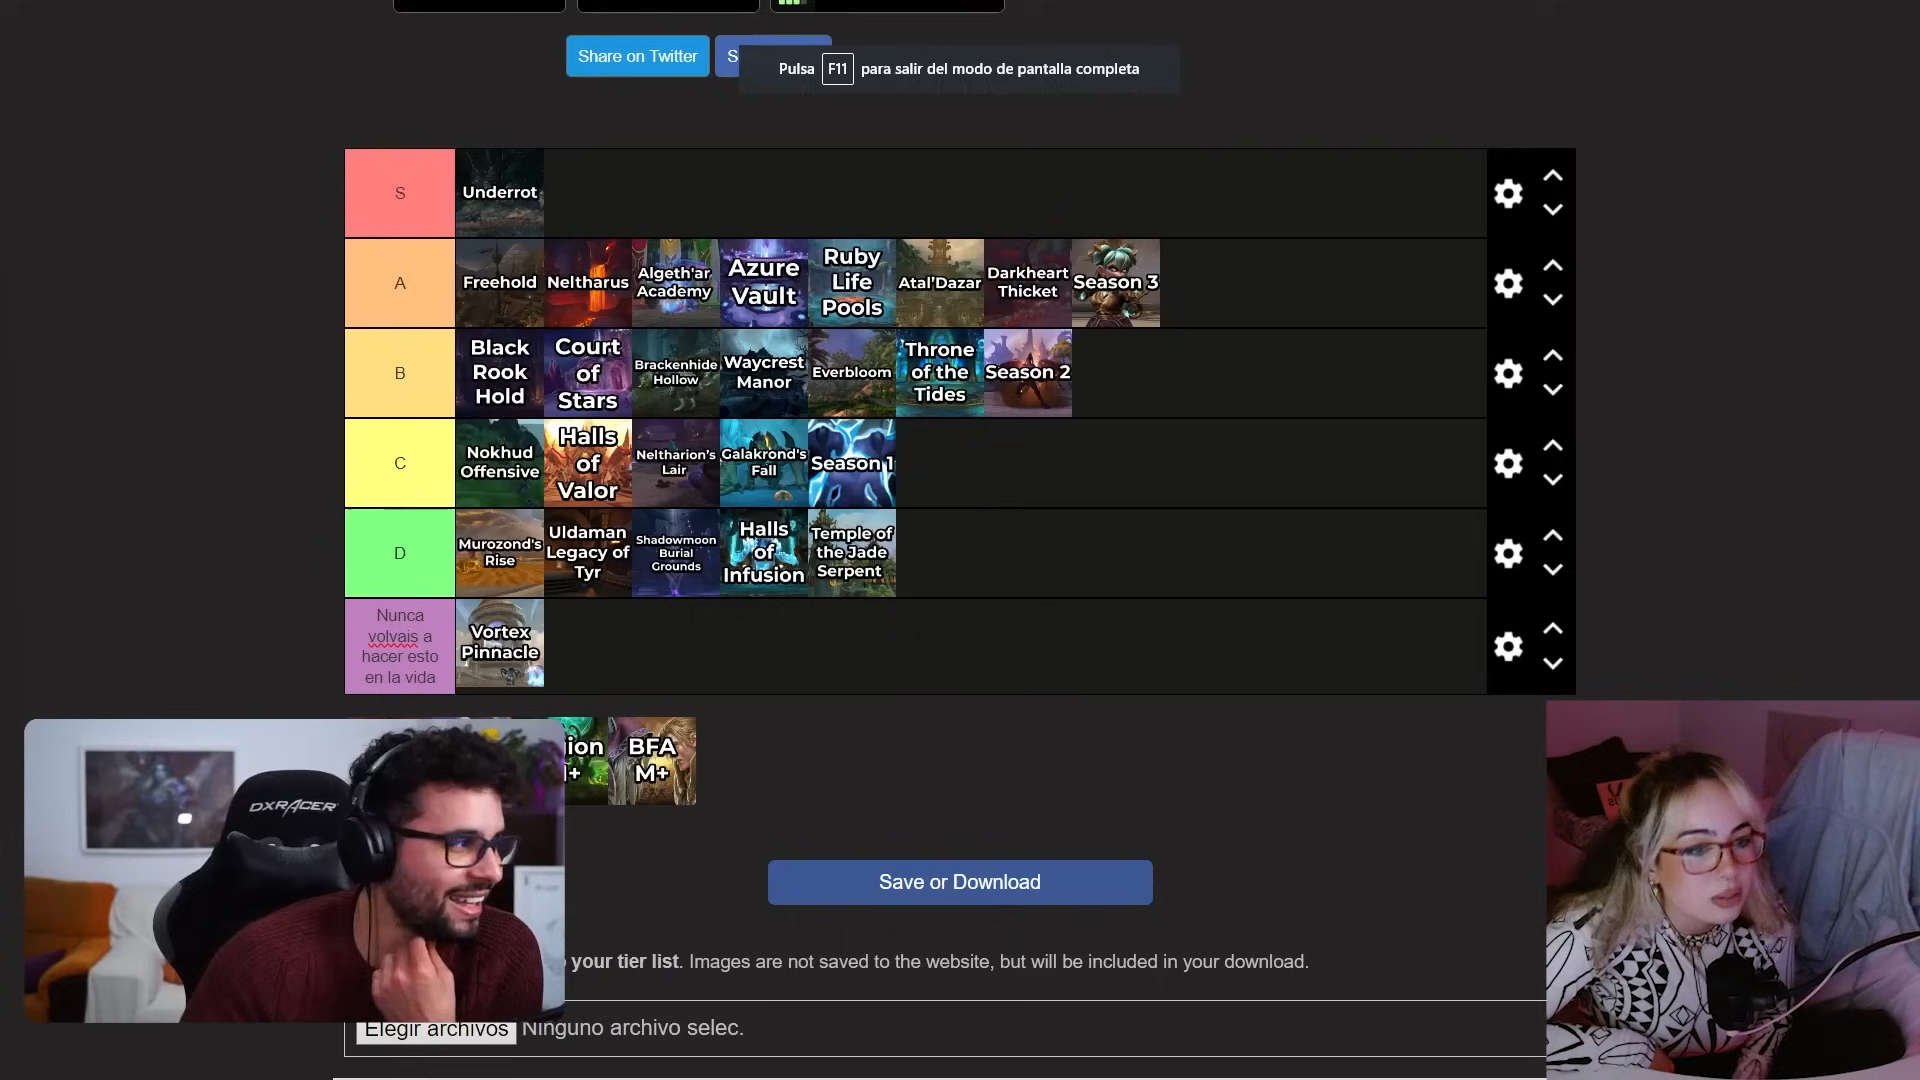 Share on Twitter
S
Pulsa F11 para salir del modo de pantalla completa
S
Underrot
A
Freehold
Neltharus
Algeth'ar
Academy
Azure
Vault
Ruby
Life
Pools
Atal'Dazar
Darkheart
Thicket
Season 3
B
Black
Rook
Hold
Court
of
Stars
Brackenhide
Hollow
Waycrest
Manor
Everbloom
Throne
of the
Tides
Season 2
C
Nokhud
Offensive
Halls
of
Valor
Neltharion's
Lair
Galakrond's
Fall
Season 1
D
Murozond's
Rise
Uldaman
Legacy of
Tyr
Shadowmoon
Burial
Grounds
Halls
of
Infusion
Temple of
the Jade
Serpent
Nunca
volvais a
hacer esto
en la vida
Vortex
Pinnacle
ion
+
BFA
M+
DXRACER
Save or Download
your tier list. Images are not saved to the website, but will be included in your download.
Elegir archivos Ninguno archivo selec.